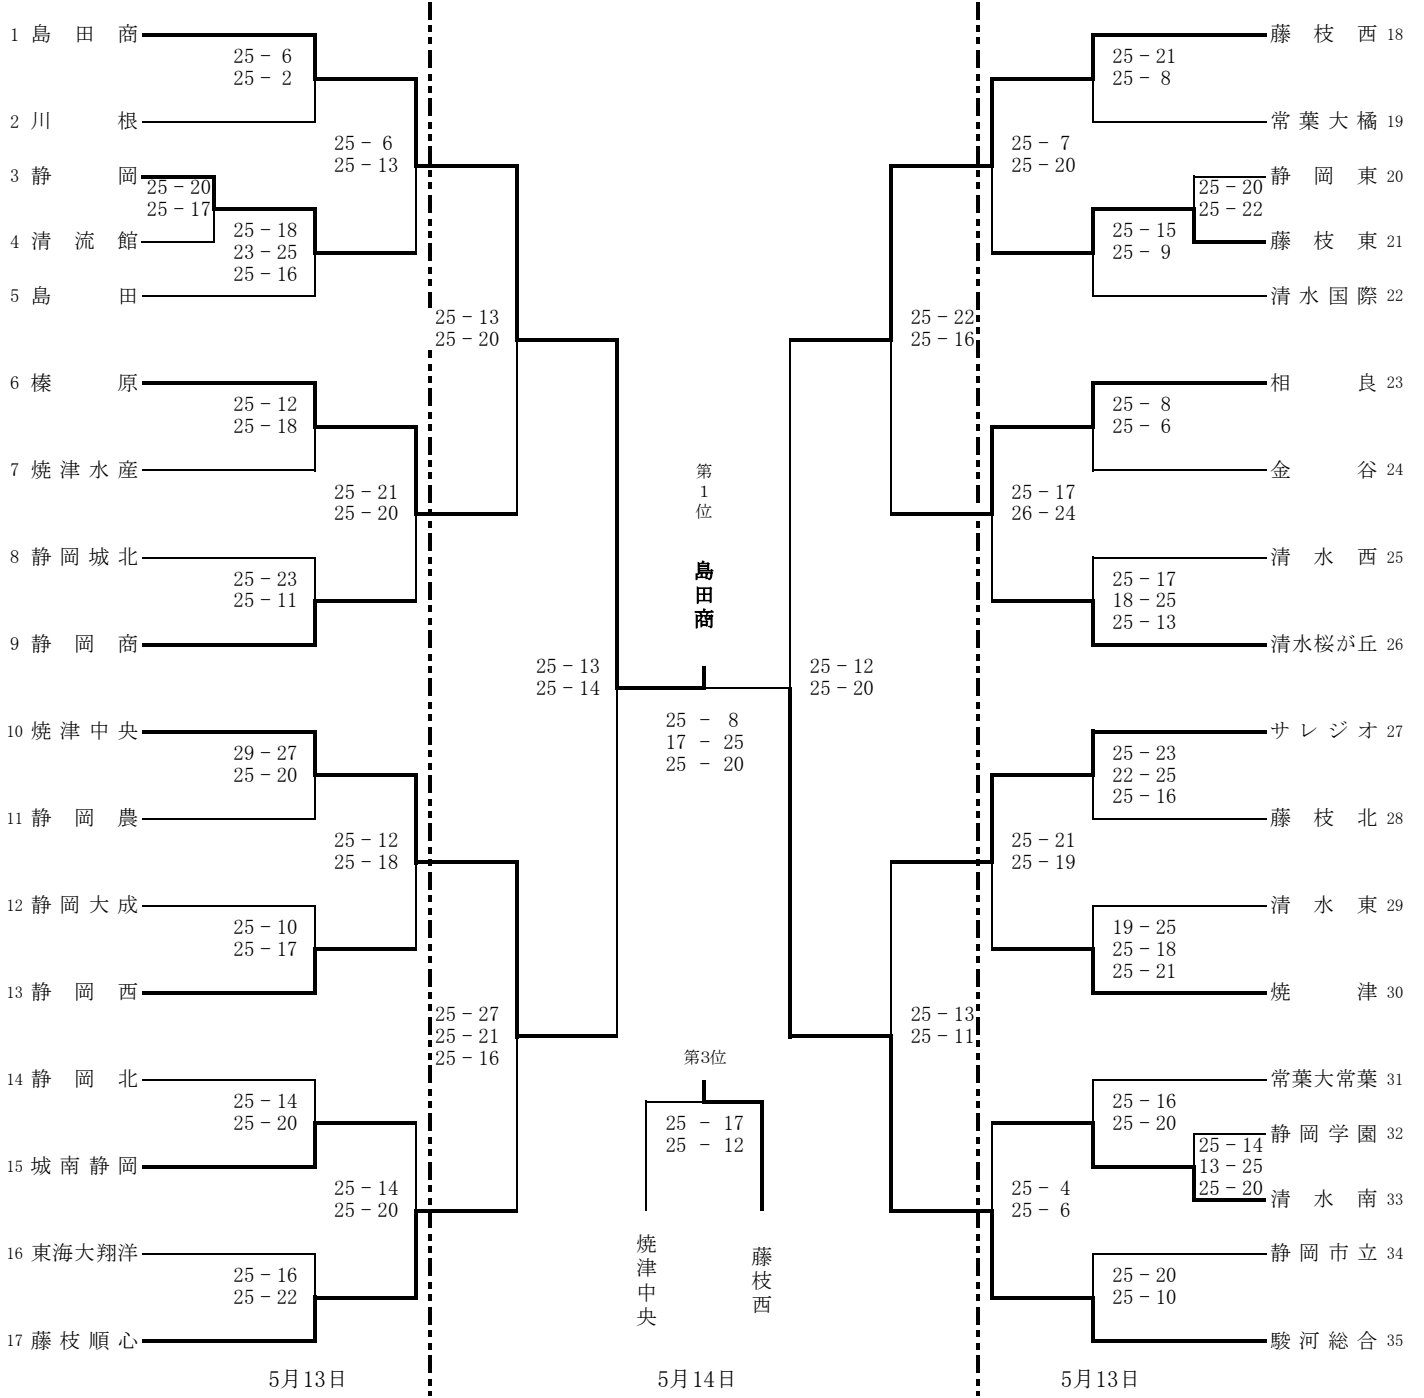 1 島田商
25 － 6
25 － 2
2 川根
25 － 6
25 － 13
3 静岡
25 － 20
25 － 17
4 清流館
25 － 18
23 － 25
25 － 16
5 島田
25 － 13
25 － 20
6 榛原
25 － 12
25 － 18
7 焼津水産
25 － 21
25 － 20
8 静岡城北
25 － 23
25 － 11
9 静岡商
25 － 13
25 － 14
10 焼津中央
29 － 27
25 － 20
11 静岡農
25 － 12
25 － 18
12 静岡大成
25 － 10
25 － 17
13 静岡西
25 － 27
25 － 21
25 － 16
14 静岡北
25 － 14
25 － 20
15 城南静岡
25 － 14
25 － 20
16 東海大翔洋
25 － 16
25 － 22
17 藤枝順心
5月13日
第1位
島田商
25 － 8
17 － 25
25 － 20
第3位
25 － 17
25 － 12
焼津中央
藤枝西
5月14日
藤枝西 18
25 － 21
25 － 8
常葉大橘 19
25 － 7
25 － 20
静岡東 20
25 － 20
25 － 22
藤枝東 21
25 － 15
25 － 9
清水国際 22
25 － 22
25 － 16
相良 23
25 － 8
25 － 6
金谷 24
25 － 17
26 － 24
清水西 25
25 － 17
18 － 25
25 － 13
清水桜が丘 26
25 － 12
25 － 20
サレジオ 27
25 － 23
22 － 25
25 － 16
藤枝北 28
25 － 21
25 － 19
清水東 29
19 － 25
25 － 18
25 － 21
焼津 30
25 － 13
25 － 11
常葉大常葉 31
25 － 16
25 － 20
静岡学園 32
25 － 14
13 － 25
25 － 20
清水南 33
25 － 4
25 － 6
静岡市立 34
25 － 20
25 － 10
駿河総合 35
5月13日